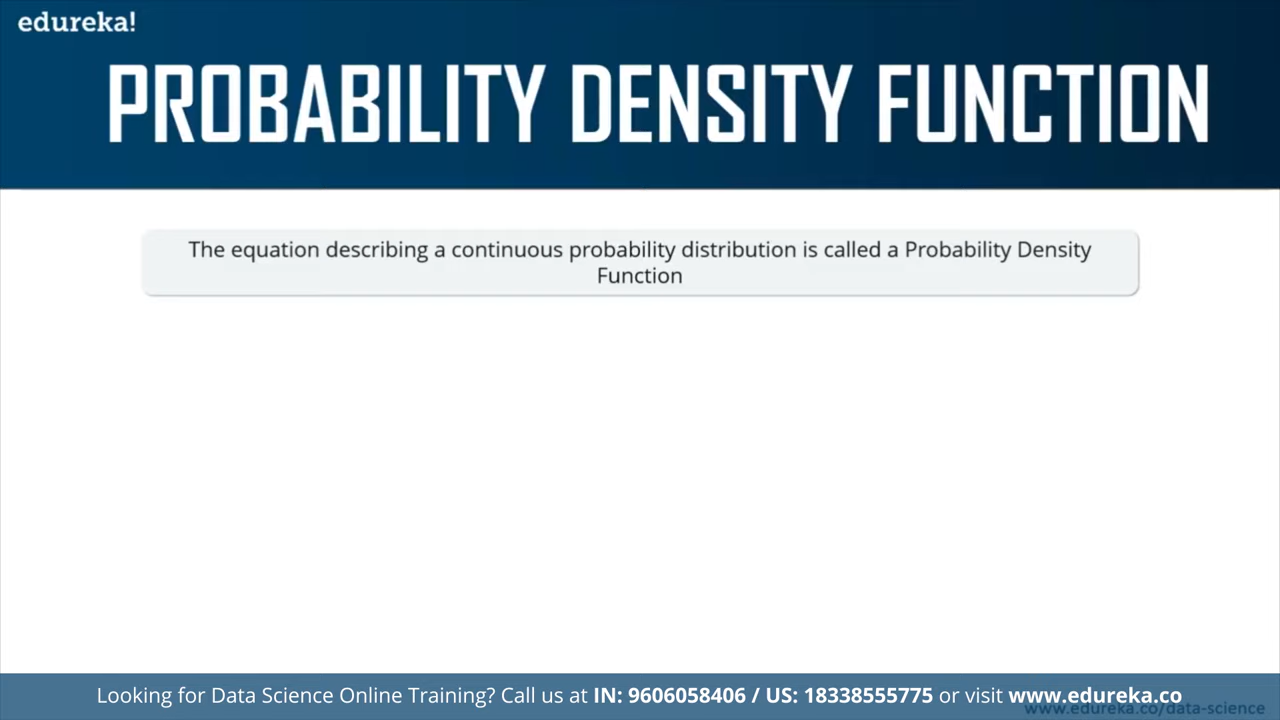 edureka!
PROBABILITY DENSITY FUNCTION
The equation describing a continuous probability distribution is called a Probability Density
Function
Looking for Data Science Online Training? Call us at IN: 9606058406 / US: 18338555775 or visit www.edureka.co
www.edureka.co/data-science